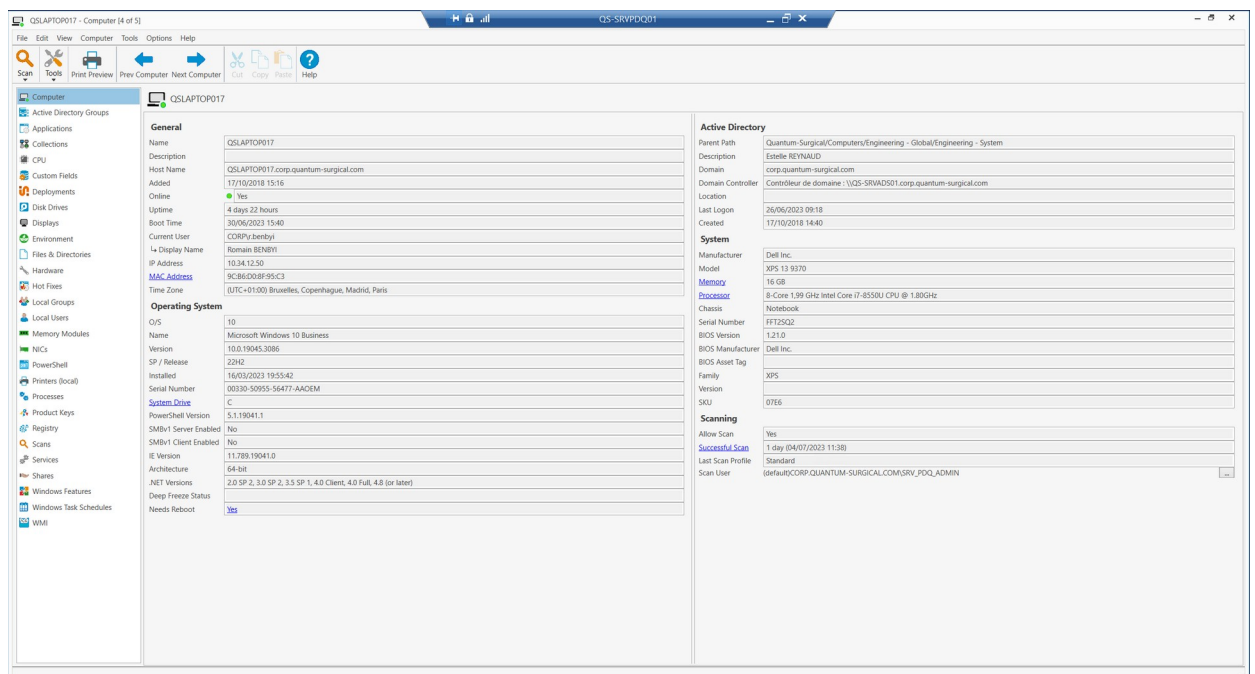 QSLAPTOP017 - Computer [4 of 5]
QS-SRVPDQ01
File Edit View Computer Tools Options Help
Scan Tools Print Preview Prev Computer Next Computer Cut Copy Paste Help
Computer
Active Directory Groups
Applications
Collections
CPU
Custom Fields
Deployments
Disk Drives
Displays
Environment
Files & Directories
Hardware
Hot Fixes
Local Groups
Local Users
Memory Modules
NICs
PowerShell
Printers (local)
Processes
Product Keys
Registry
Scans
Services
Shares
Windows Features
Windows Task Schedules
WMI
QSLAPTOP017
General
Name QSLAPTOP017
Description
Host Name QSLAPTOP017.corp.quantum-surgical.com
Added 17/10/2018 15:16
Online Yes
Uptime 4 days 22 hours
Boot Time 30/06/2023 15:40
Current User CORP\r.benbyi
↳ Display Name Romain BENBYI
IP Address 10.34.12.50
MAC Address 9C:B6:D0:8F:95:C3
Time Zone (UTC+01:00) Bruxelles, Copenhague, Madrid, Paris
Operating System
O/S 10
Name Microsoft Windows 10 Business
Version 10.0.19045.3086
SP / Release 22H2
Installed 16/03/2023 19:55:42
Serial Number 00330-50955-56477-AAOEM
System Drive C
PowerShell Version 5.1.19041.1
SMBv1 Server Enabled No
SMBv1 Client Enabled No
IE Version 11.789.19041.0
Architecture 64-bit
.NET Versions 2.0 SP 2, 3.0 SP 2, 3.5 SP 1, 4.0 Client, 4.0 Full, 4.8 (or later)
Deep Freeze Status
Needs Reboot Yes
Active Directory
Parent Path Quantum-Surgical/Computers/Engineering - Global/Engineering - System
Description Estelle REYNAUD
Domain corp.quantum-surgical.com
Domain Controller Contrôleur de domaine : \\QS-SRVADS01.corp.quantum-surgical.com
Location
Last Logon 26/06/2023 09:18
Created 17/10/2018 14:40
System
Manufacturer Dell Inc.
Model XPS 13 9370
Memory 16 GB
Processor 8-Core 1,99 GHz Intel Core i7-8550U CPU @ 1.80GHz
Chassis Notebook
Serial Number FFT2SQ2
BIOS Version 1.21.0
BIOS Manufacturer Dell Inc.
BIOS Asset Tag
Family XPS
Version
SKU 07E6
Scanning
Allow Scan Yes
Successful Scan 1 day (04/07/2023 11:38)
Last Scan Profile Standard
Scan User (default)CORP.QUANTUM-SURGICAL.COM\SRV_PDQ_ADMIN ...